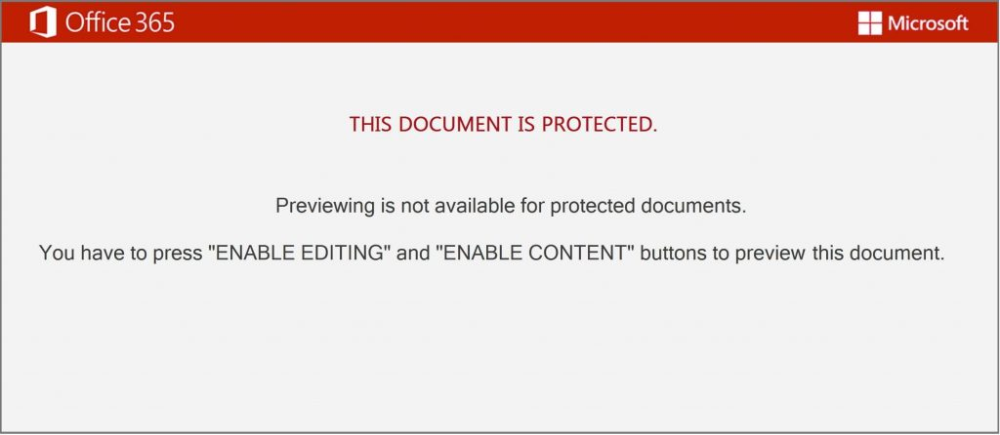 Office 365
Microsoft
THIS DOCUMENT IS PROTECTED.
Previewing is not available for protected documents.
You have to press "ENABLE EDITING" and "ENABLE CONTENT" buttons to preview this document.